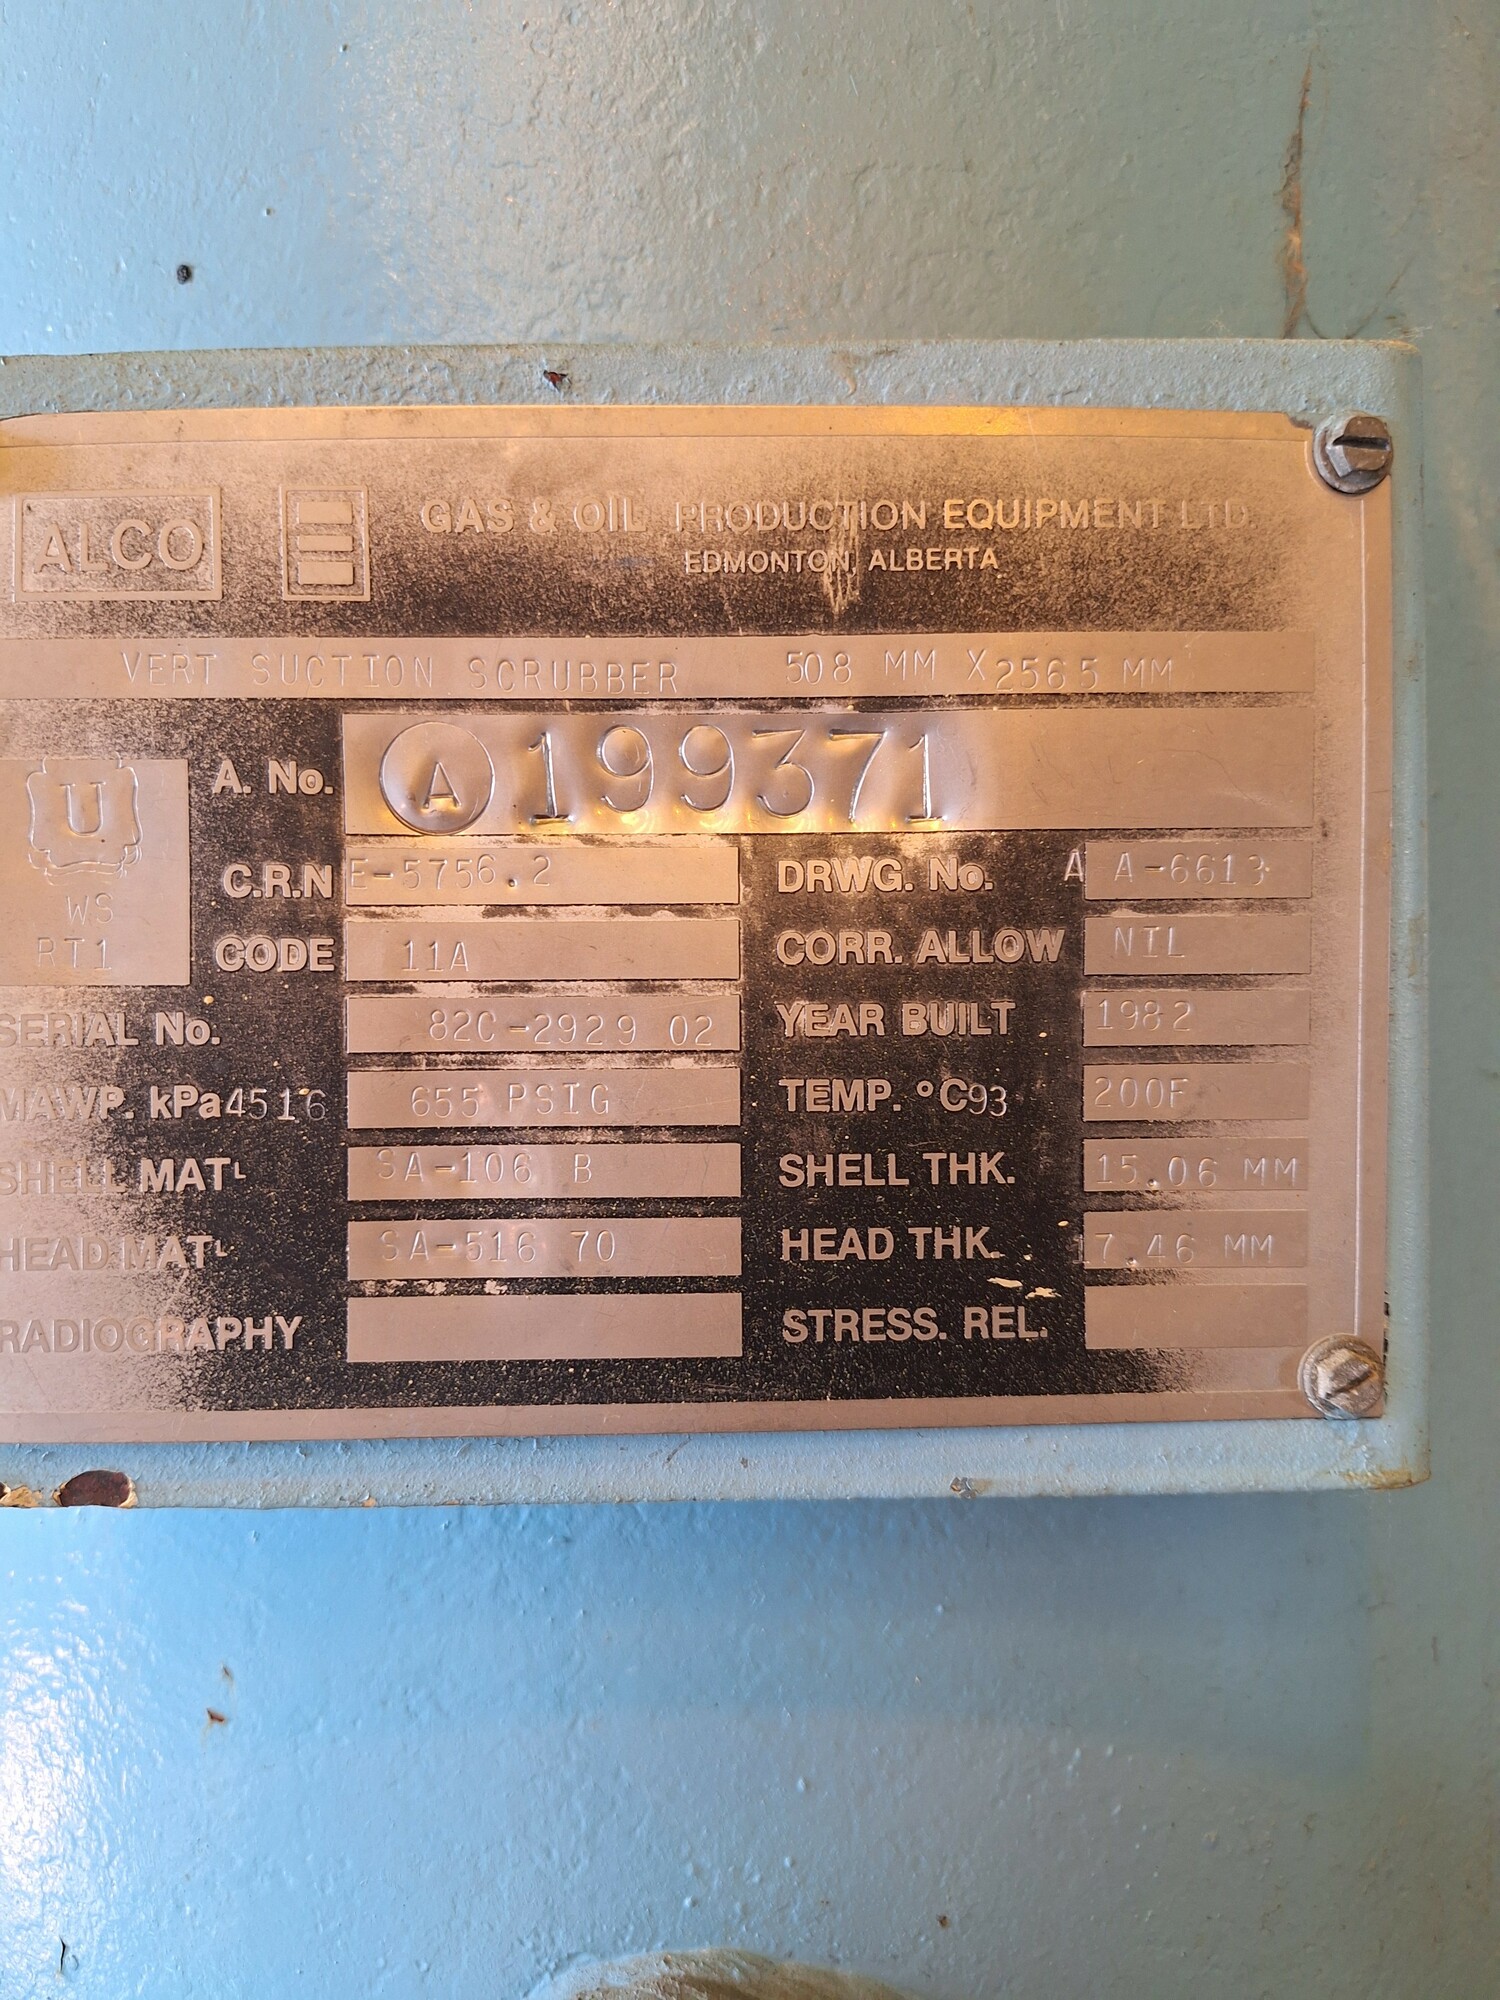 ALCO GAS & OIL PRODUCTION EQUIPMENT LTD.
EDMONTON, ALBERTA
VERT SUCTION SCRUBBER 508 MM X 2565 MM
U
WS
RT1
A. No. A 199371
C.R.N E-5756.2 DRWG. No. A A-6613
CODE 11A CORR. ALLOW NIL
SERIAL No. 82C-2929 02 YEAR BUILT 1982
MAWP. kPa 4516 655 PSIG TEMP. °C 93 200F
SHELL MATL SA-106 B SHELL THK. 15.06 MM
HEAD MATL SA-516 70 HEAD THK. 17.46 MM
RADIOGRAPHY STRESS. REL.